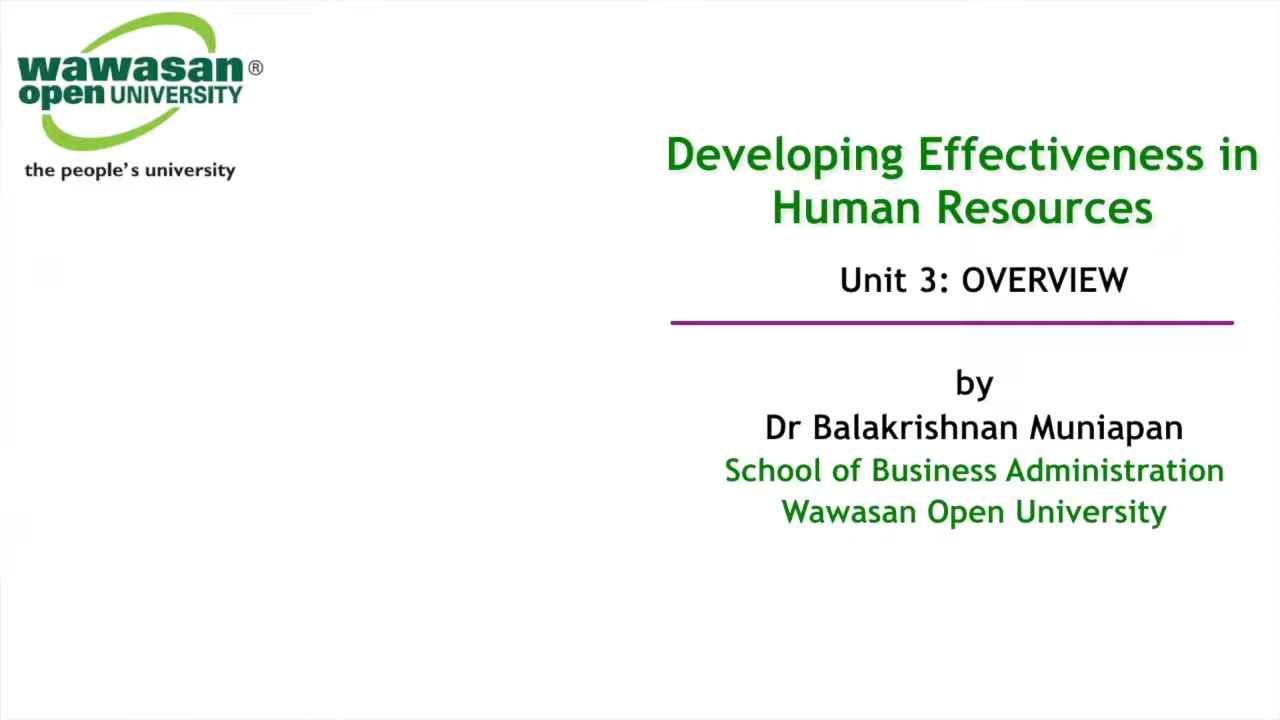 wawasan®
open UNIVERSITY
the people's university
Developing Effectiveness in
Human Resources
Unit 3: OVERVIEW
by
Dr Balakrishnan Muniapan
School of Business Administration
Wawasan Open University